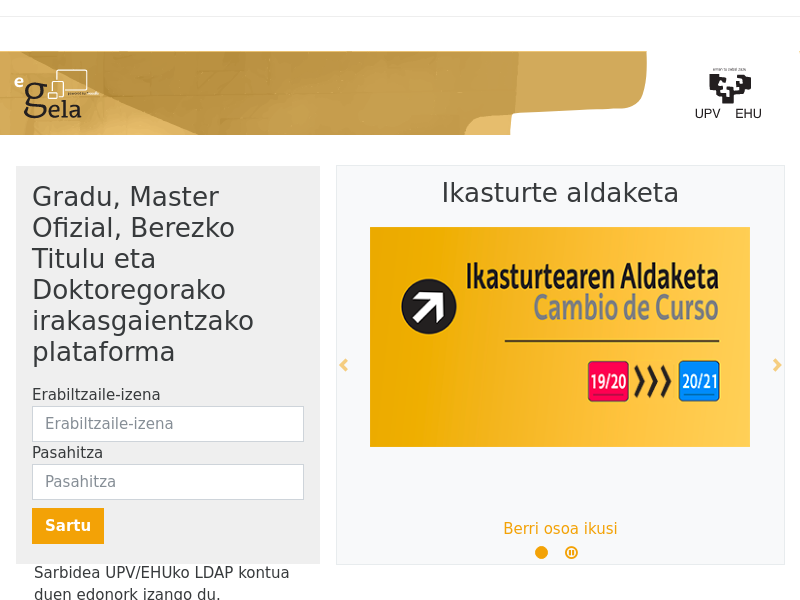 e
gela
UPV EHU
Gradu, Master
Ofizial, Berezko
Titulu eta
Doktoregorako
irakasgaientzako
plataforma
Erabiltzaile-izena
Erabiltzaile-izena
Pasahitza
Pasahitza
Sartu
Sarbidea UPV/EHUko LDAP kontua
duen edonork izango du.
Ikasturte aldaketa
Ikasturtearen Aldaketa
Cambio de Curso
19/20 20/21
Berri osoa ikusi